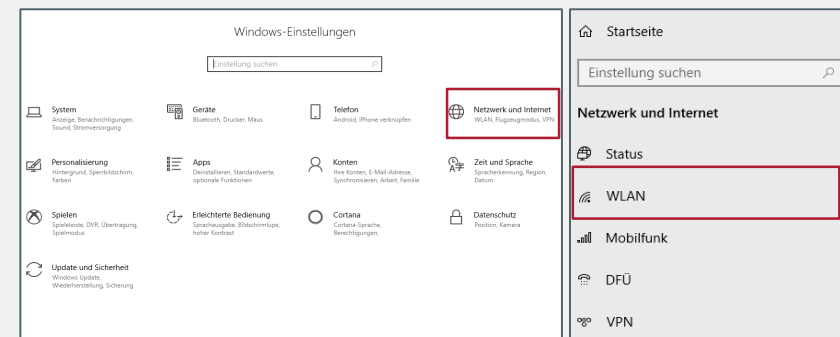 Windows-Einstellungen
Einstellung suchen
System
Anzeige, Benachrichtigungen,
Sound, Stromversorgung
Geräte
Bluetooth, Drucker, Maus
Telefon
Android, iPhone verknüpfen
Netzwerk und Internet
WLAN, Flugzeugmodus, VPN
Personalisierung
Hintergrund, Sperrbildschirm,
Farben
Apps
Deinstallieren, Standardwerte,
optionale Funktionen
Konten
Ihre Konten, E-Mail-Adresse,
Synchronisieren, Arbeit, Familie
Zeit und Sprache
Spracherkennung, Region,
Datum
Spielen
Spieleleiste, DVR, Übertragung,
Spielmodus
Erleichterte Bedienung
Sprachausgabe, Bildschirmlupe,
hoher Kontrast
Cortana
Cortana-Sprache,
Berechtigungen,
Datenschutz
Position, Kamera
Update und Sicherheit
Windows Update,
Wiederherstellung, Sicherung
Startseite
Einstellung suchen
Netzwerk und Internet
Status
WLAN
Mobilfunk
DFÜ
VPN